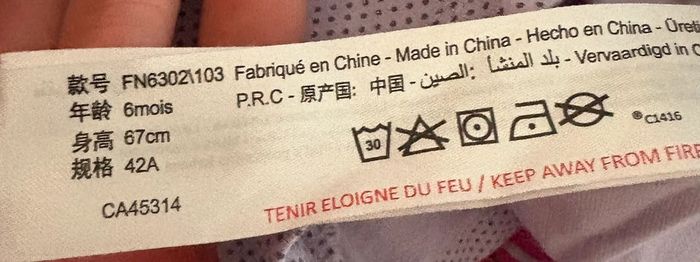 款号 FN6302\103 Fabriqué en Chine - Made in China - Hecho en China - Üreti
年龄 6mois P.R.C - 原产国: 中国 - بلد المنشأ: الصين - Vervaardigd in C
身高 67cm
规格 42A
30
®C1416
CA45314
TENIR ELOIGNE DU FEU / KEEP AWAY FROM FIRE